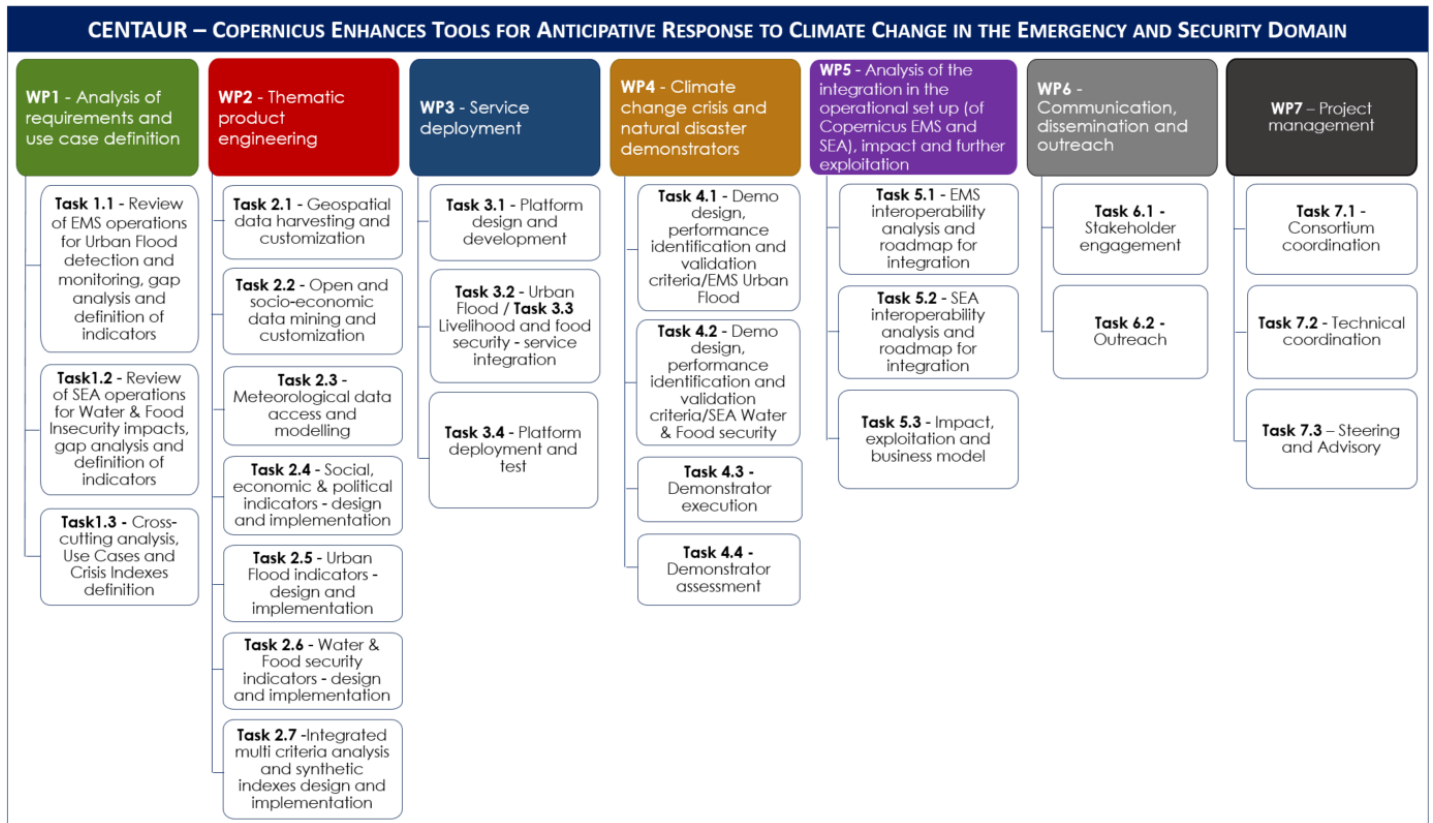 CENTAUR – COPERNICUS ENHANCES TOOLS FOR ANTICIPATIVE RESPONSE TO CLIMATE CHANGE IN THE EMERGENCY AND SECURITY DOMAIN
WP1 - Analysis of
requirements and
use case definition
Task 1.1 - Review
of EMS operations
for Urban Flood
detection and
monitoring, gap
analysis and
definition of
indicators
Task1.2 - Review
of SEA operations
for Water & Food
Insecurity impacts,
gap analysis and
definition of
indicators
Task1.3 - Cross-
cutting analysis,
Use Cases and
Crisis Indexes
definition
WP2 - Thematic
product
engineering
Task 2.1 - Geospatial
data harvesting and
customization
Task 2.2 - Open and
socio-economic
data mining and
customization
Task 2.3 -
Meteorological data
access and
modelling
Task 2.4 - Social,
economic & political
indicators - design
and implementation
Task 2.5 - Urban
Flood indicators -
design and
implementation
Task 2.6 - Water &
Food security
indicators - design
and implementation
Task 2.7 -Integrated
multi criteria analysis
and synthetic
indexes design and
implementation
WP3 - Service
deployment
Task 3.1 - Platform
design and
development
Task 3.2 - Urban
Flood / Task 3.3
Livelihood and food
security - service
integration
Task 3.4 - Platform
deployment and
test
WP4 - Climate
change crisis and
natural disaster
demonstrators
Task 4.1 - Demo
design,
performance
identification and
validation
criteria/EMS Urban
Flood
Task 4.2 - Demo
design,
performance
identification and
validation
criteria/SEA Water
& Food security
Task 4.3 -
Demonstrator
execution
Task 4.4 -
Demonstrator
assessment
WP5 - Analysis of the
integration in the
operational set up (of
Copernicus EMS and
SEA), impact and further
exploitation
Task 5.1 - EMS
interoperability
analysis and
roadmap for
integration
Task 5.2 - SEA
interoperability
analysis and
roadmap for
integration
Task 5.3 - Impact,
exploitation and
business model
WP6 -
Communication,
dissemination and
outreach
Task 6.1 -
Stakeholder
engagement
Task 6.2 -
Outreach
WP7 – Project
management
Task 7.1 -
Consortium
coordination
Task 7.2 - Technical
coordination
Task 7.3 – Steering
and Advisory